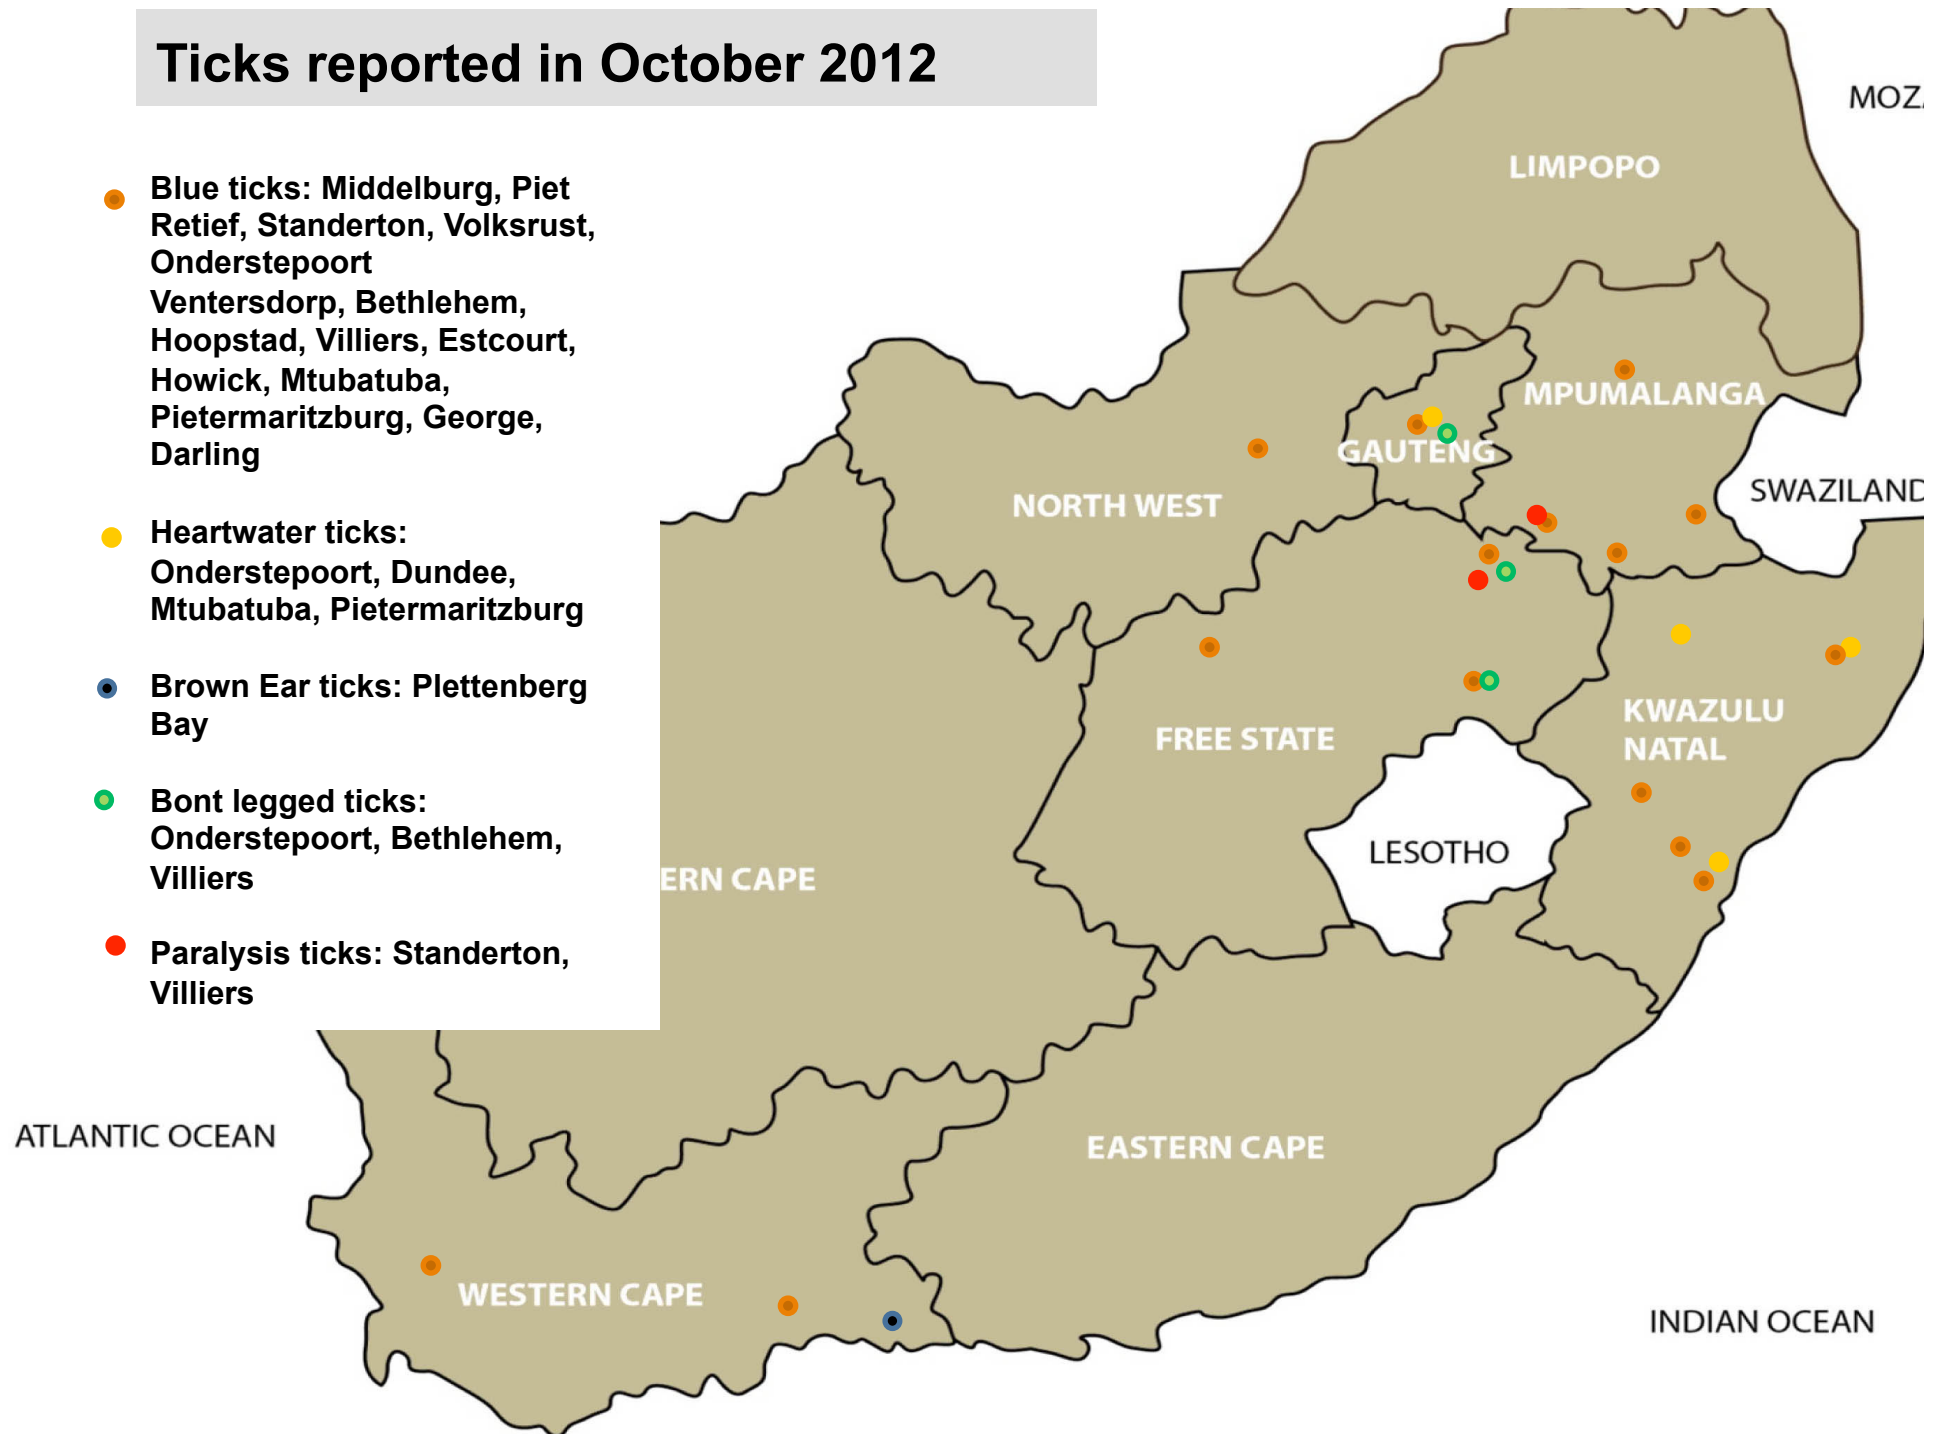 Ticks reported in October 2012
Blue ticks: Middelburg, Piet
Retief, Standerton, Volksrust,
Onderstepoort
Ventersdorp, Bethlehem,
Hoopstad, Villiers, Estcourt,
Howick, Mtubatuba,
Pietermaritzburg, George,
Darling
Heartwater ticks:
Onderstepoort, Dundee,
Mtubatuba, Pietermaritzburg
Brown Ear ticks: Plettenberg
Bay
Bont legged ticks:
Onderstepoort, Bethlehem,
Villiers
Paralysis ticks: Standerton,
Villiers
MOZ
LIMPOPO
MPUMALANGA
GAUTENG
SWAZILAND
NORTH WEST
KWAZULU
NATAL
FREE STATE
LESOTHO
ERN CAPE
ATLANTIC OCEAN
EASTERN CAPE
WESTERN CAPE
INDIAN OCEAN